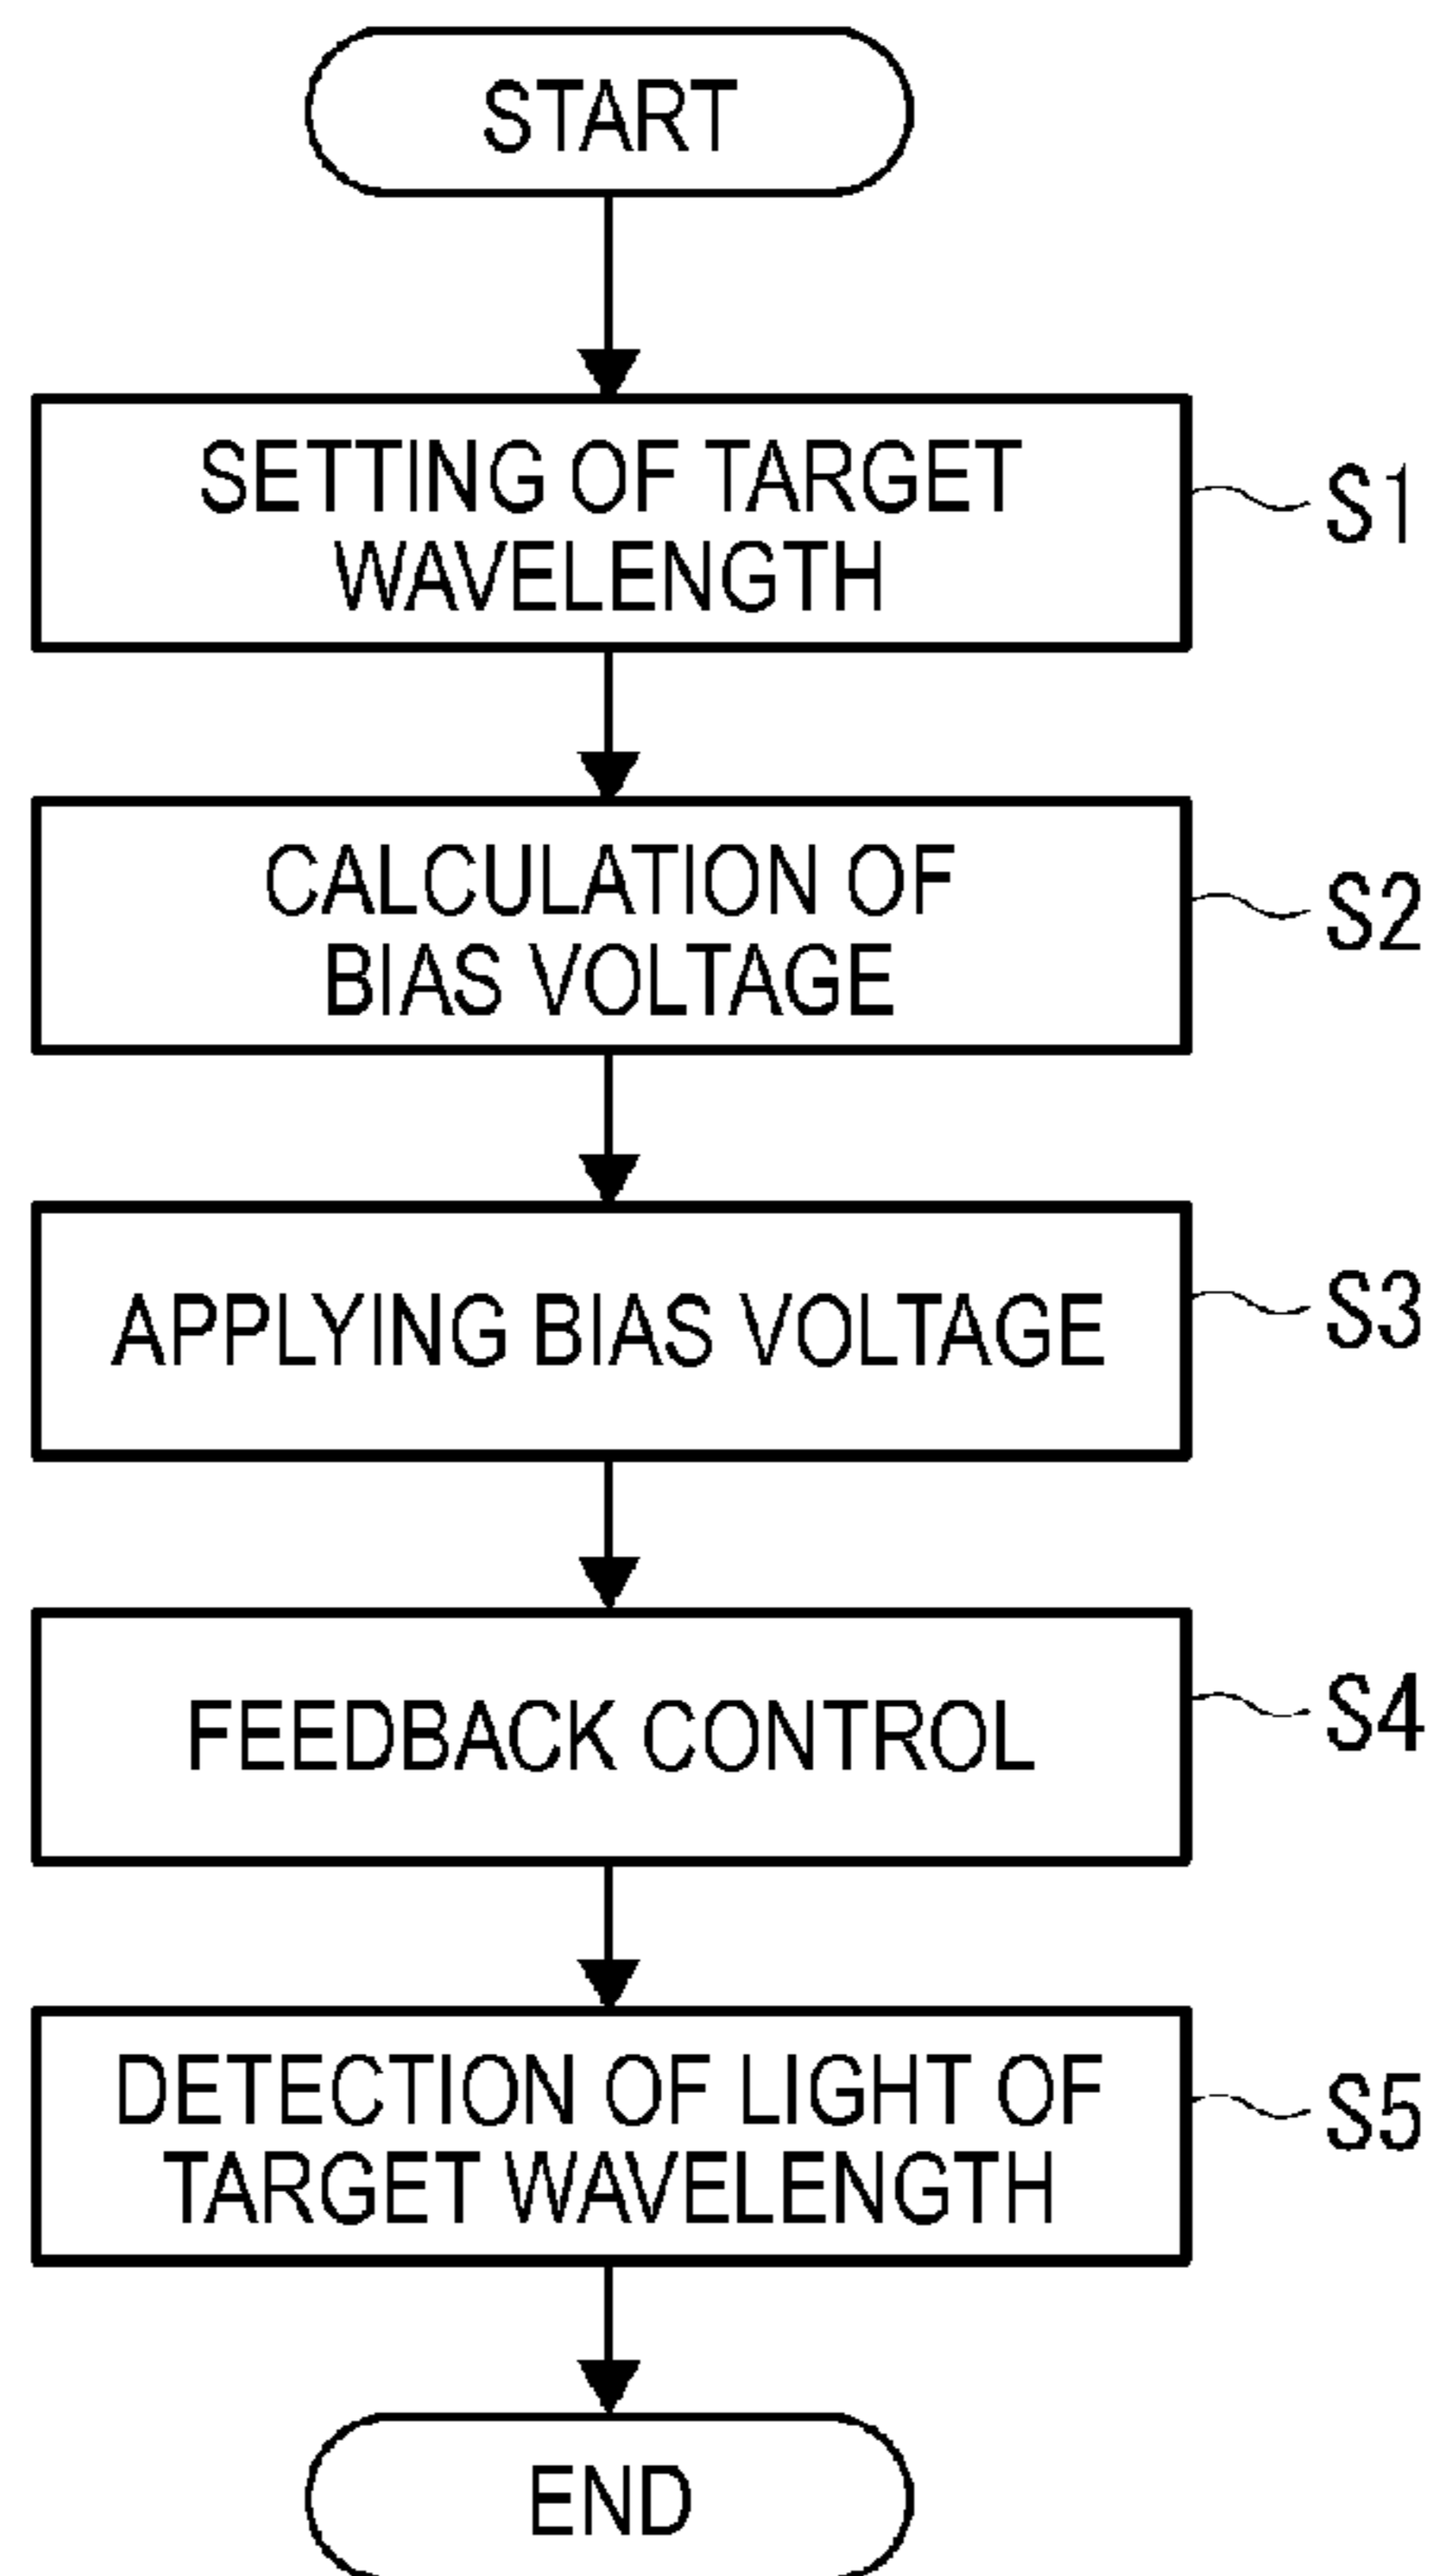 START
SETTING OF TARGET
WAVELENGTH
S1
CALCULATION OF
BIAS VOLTAGE
S2
APPLYING BIAS VOLTAGE
S3
FEEDBACK CONTROL
S4
DETECTION OF LIGHT OF
TARGET WAVELENGTH
S5
END